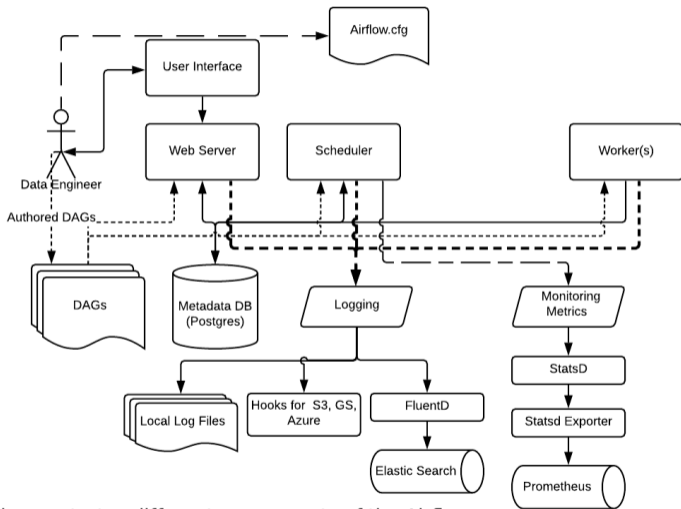 Airflow.cfg
User Interface
Web Server
Scheduler
Worker(s)
Data Engineer
Authored DAGs
DAGs
Metadata DB
(Postgres)
Logging
Monitoring
Metrics
StatsD
Local Log Files
Hooks for S3, GS,
Azure
FluentD
Statsd Exporter
Elastic Search
Prometheus